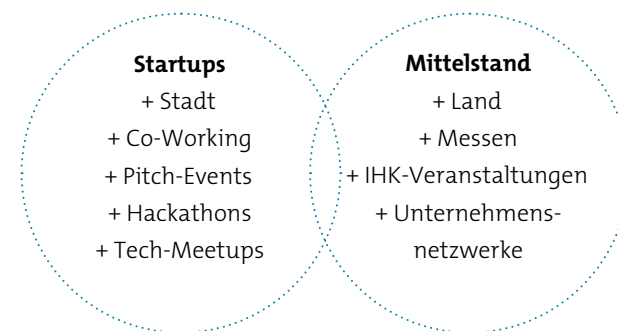 Startups
+ Stadt
+ Co-Working
+ Pitch-Events
+ Hackathons
+ Tech-Meetups
Mittelstand
+ Land
+ Messen
+ IHK-Veranstaltungen
+ Unternehmens-
netzwerke